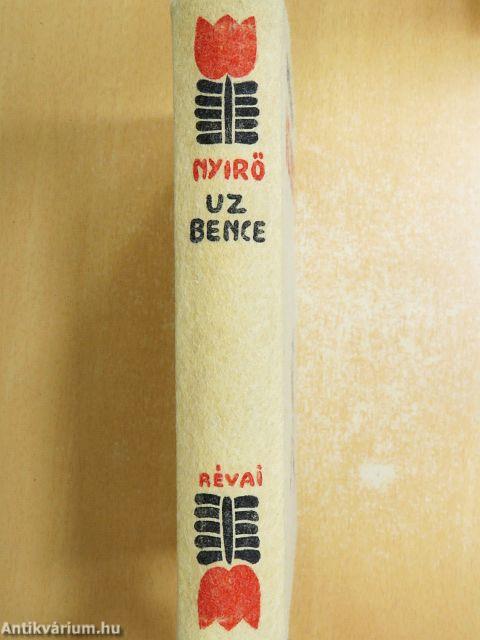 NYIRŐ
UZ
BENCE
RÉVAI
Antikvárium.hu